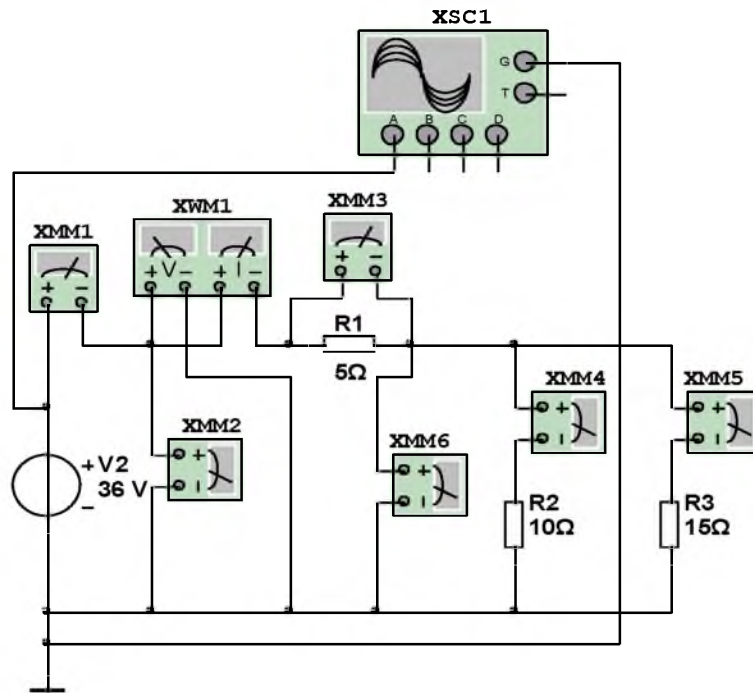 XSC1
G
T
A B C D
XMM1
XWM1
XMM3
+ −
+ V − + I −
+ −
R1
5Ω
XMM4
XMM5
XMM2
XMM6
+ V2
36 V
−
+
I
+
I
+
I
+
I
R2
10Ω
R3
15Ω